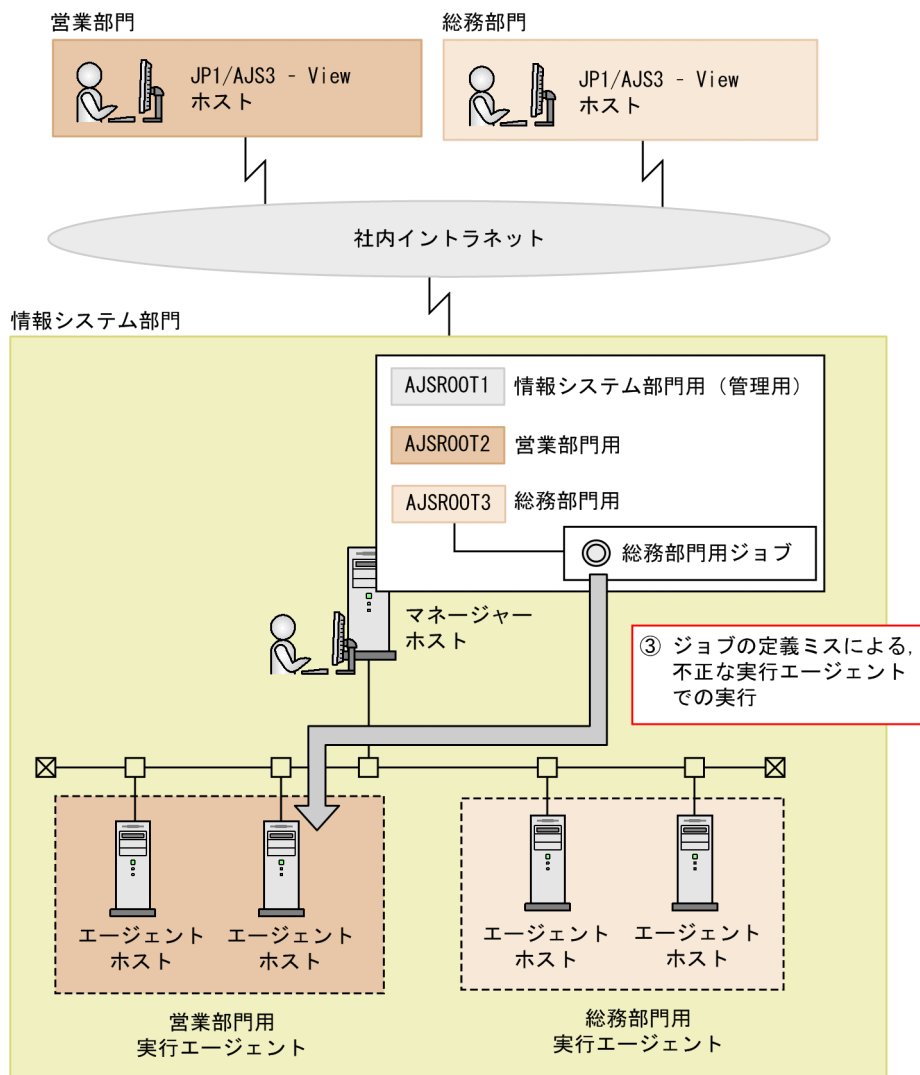 営業部門
総務部門
JP1/AJS3 - View
ホスト
JP1/AJS3 - View
ホスト
社内イントラネット
情報システム部門
AJSROOT1 情報システム部門用（管理用）
AJSROOT2 営業部門用
AJSROOT3 総務部門用
総務部門用ジョブ
マネージャー
ホスト
③ ジョブの定義ミスによる，
不正な実行エージェント
での実行
エージェント
ホスト
エージェント
ホスト
エージェント
ホスト
エージェント
ホスト
営業部門用
実行エージェント
総務部門用
実行エージェント